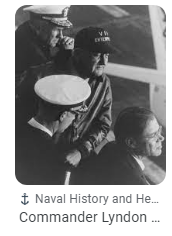 Naval History and He...
Commander Lyndon ...